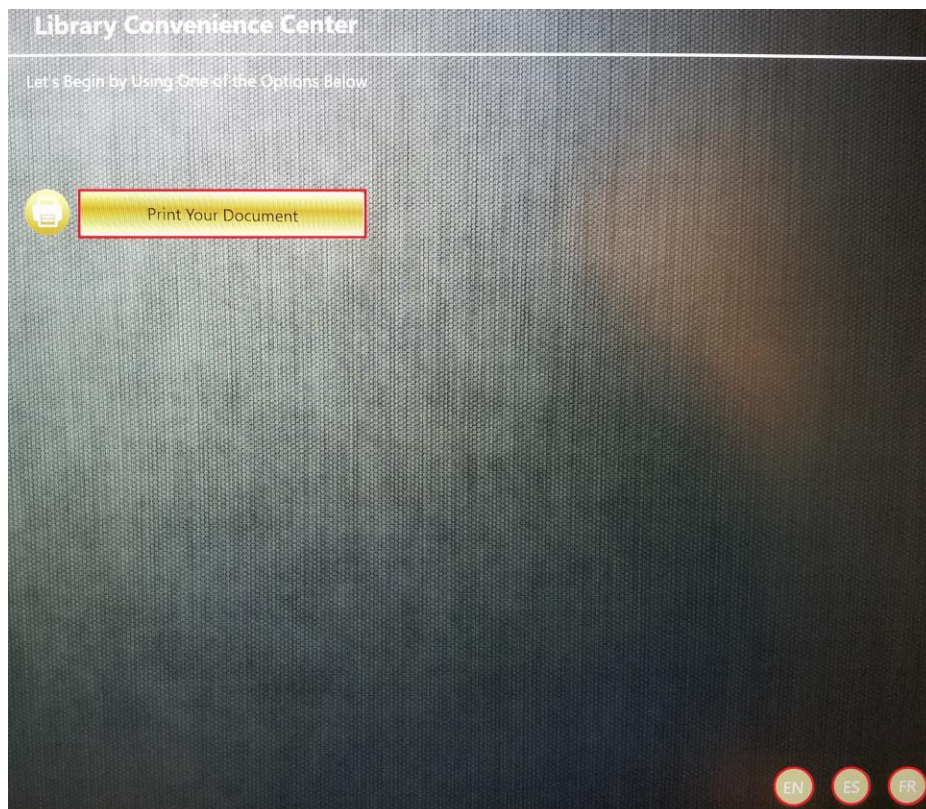 Library Convenience Center
Let's Begin by Using One of the Options Below
Print Your Document
EN ES FR